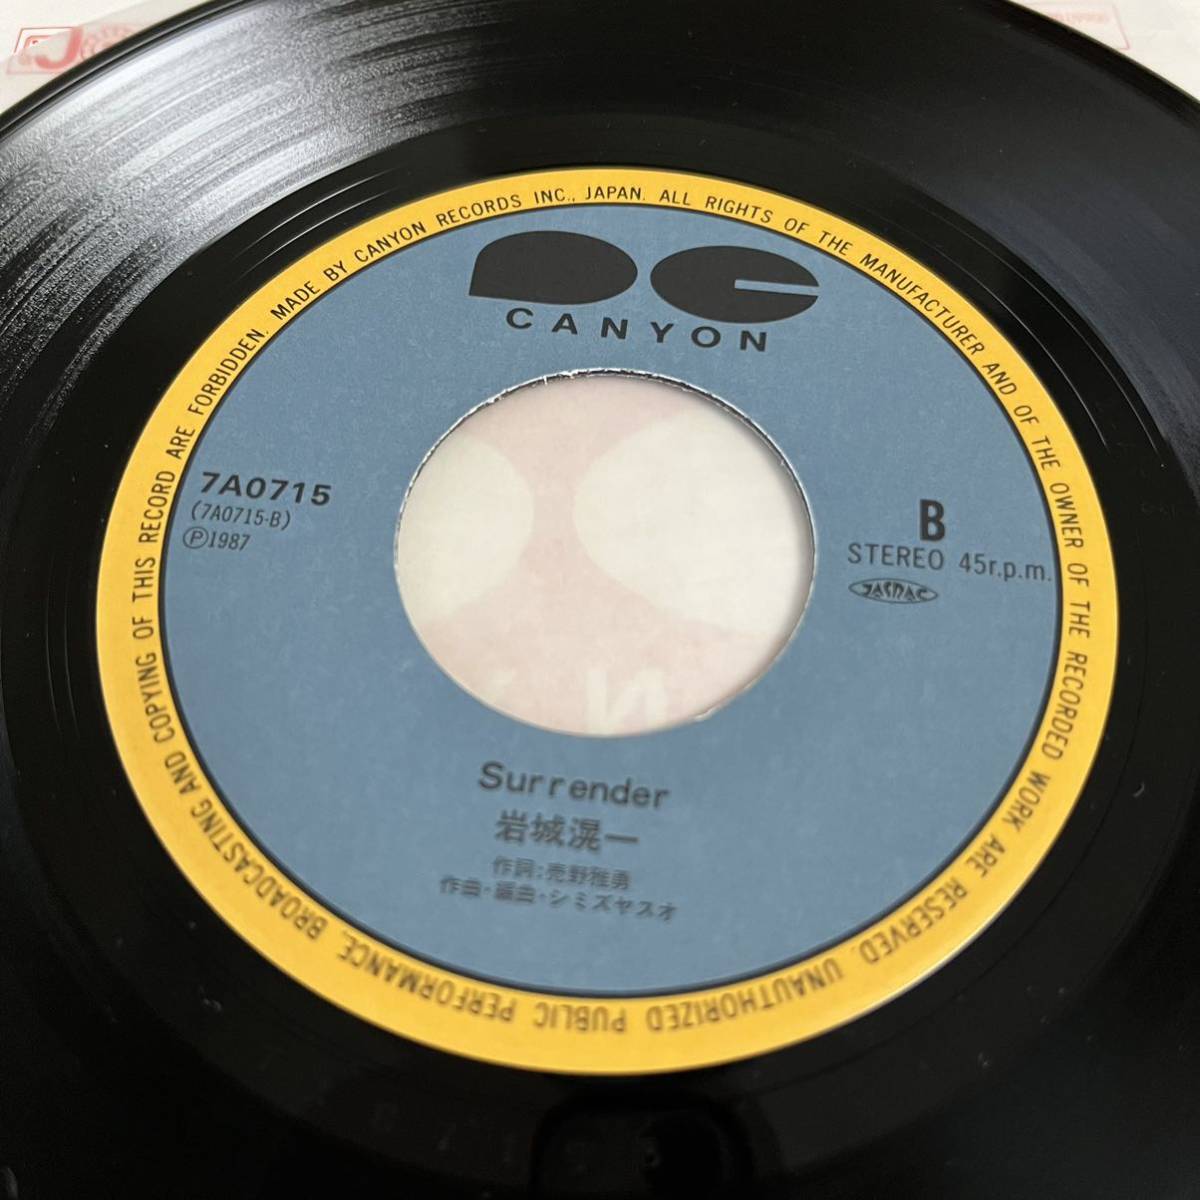 MADE BY CANYON RECORDS INC., JAPAN. ALL RIGHTS OF THE MANUFACTURER AND OF THE OWNER OF THE RECORDED WORK ARE RESERVED. UNAUTHORIZED PUBLIC PERFORMANCE, BROADCASTING AND COPYING OF THIS RECORD ARE FORBIDDEN.
CANYON
7A0715
(7A0715-B)
Ⓟ1987
B
STEREO 45r.p.m.
JASRAC
Surrender
岩城滉一
作詞:売野雅勇
作曲・編曲・シミズヤスオ